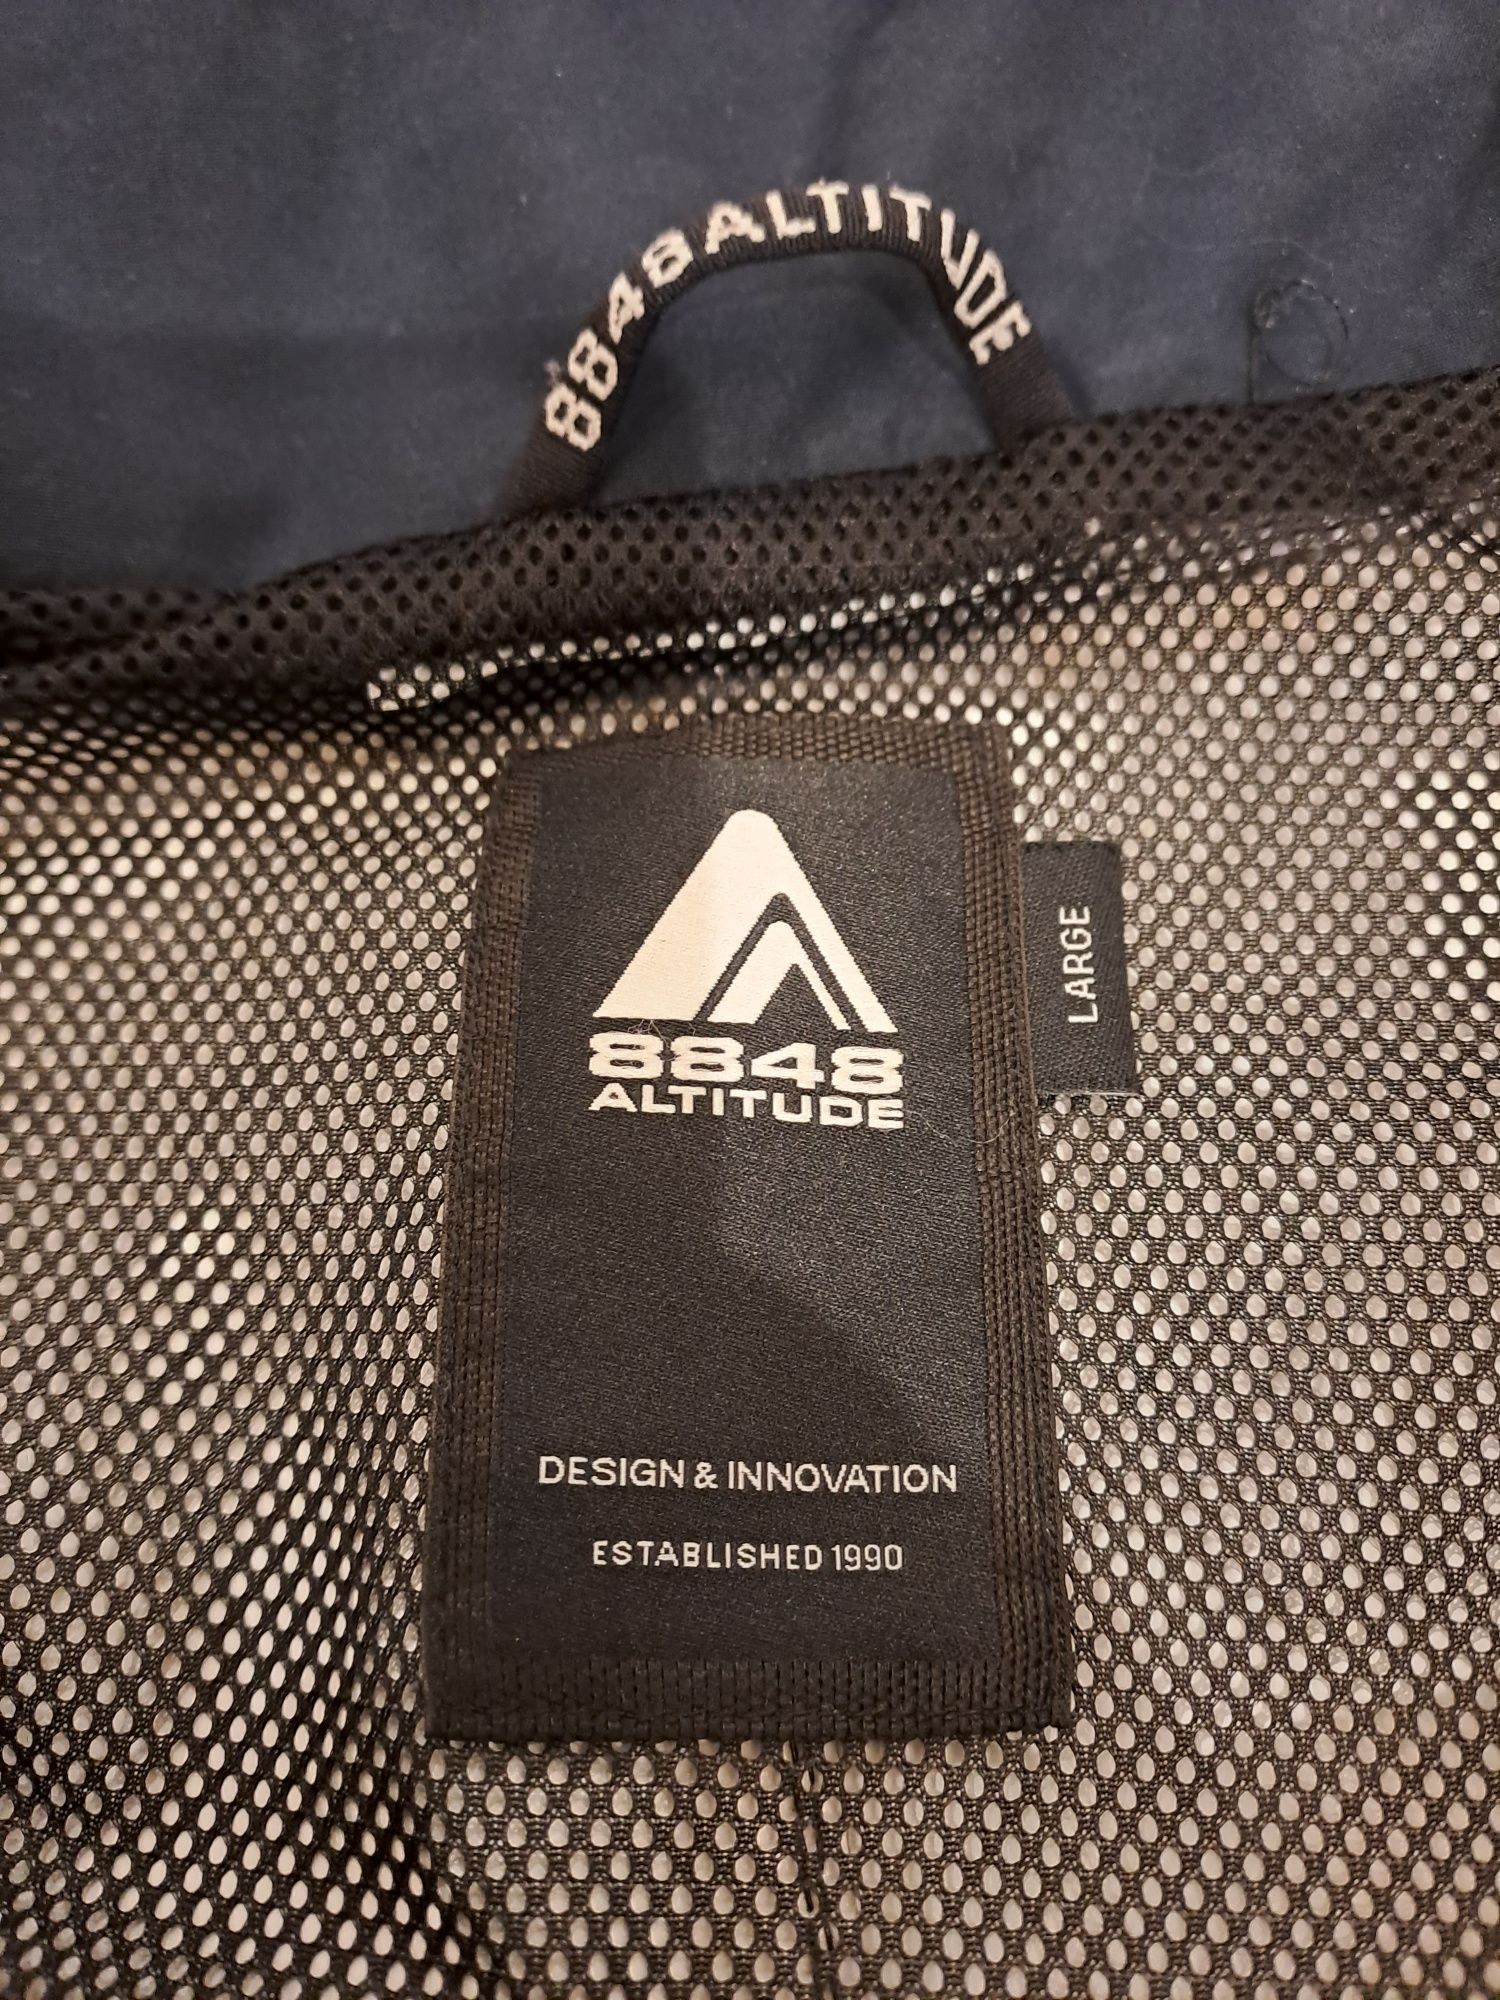 8848ALTITUDE
8848
ALTITUDE
LARGE
DESIGN & INNOVATION
ESTABLISHED 1990